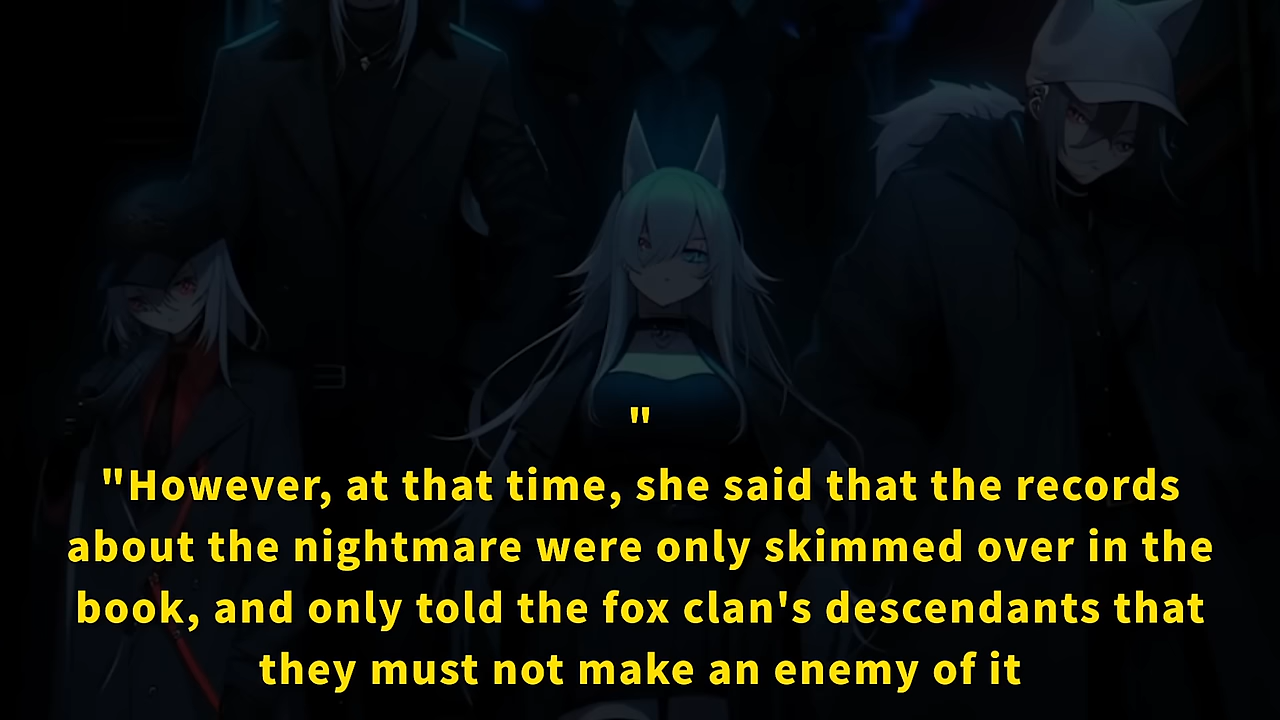 "
"However, at that time, she said that the records
about the nightmare were only skimmed over in the
book, and only told the fox clan's descendants that
they must not make an enemy of it